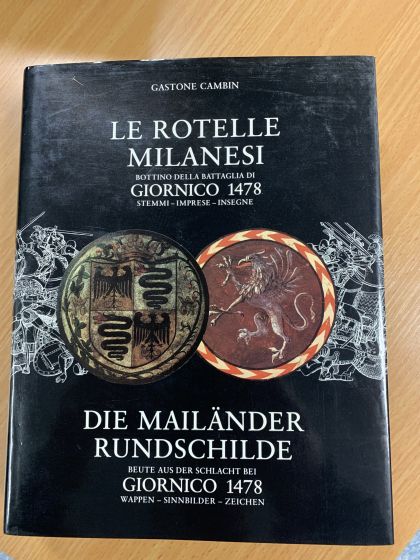 GASTONE CAMBIN
LE ROTELLE
MILANESI
BOTTINO DELLA BATTAGLIA DI
GIORNICO 1478
STEMMI – IMPRESE – INSEGNE
DIE MAILÄNDER
RUNDSCHILDE
BEUTE AUS DER SCHLACHT BEI
GIORNICO 1478
WAPPEN – SINNBILDER – ZEICHEN